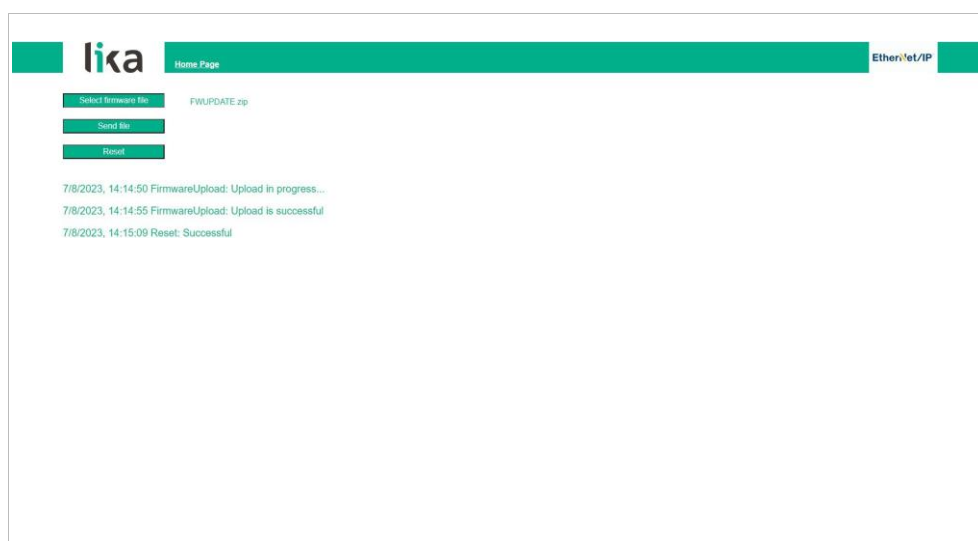 lika
Home Page
EtherNet/IP
Select firmware file
FWUPDATE.zip
Send file
Reset
7/8/2023, 14:14:50 FirmwareUpload: Upload in progress...
7/8/2023, 14:14:55 FirmwareUpload: Upload is successful
7/8/2023, 14:15:09 Reset: Successful